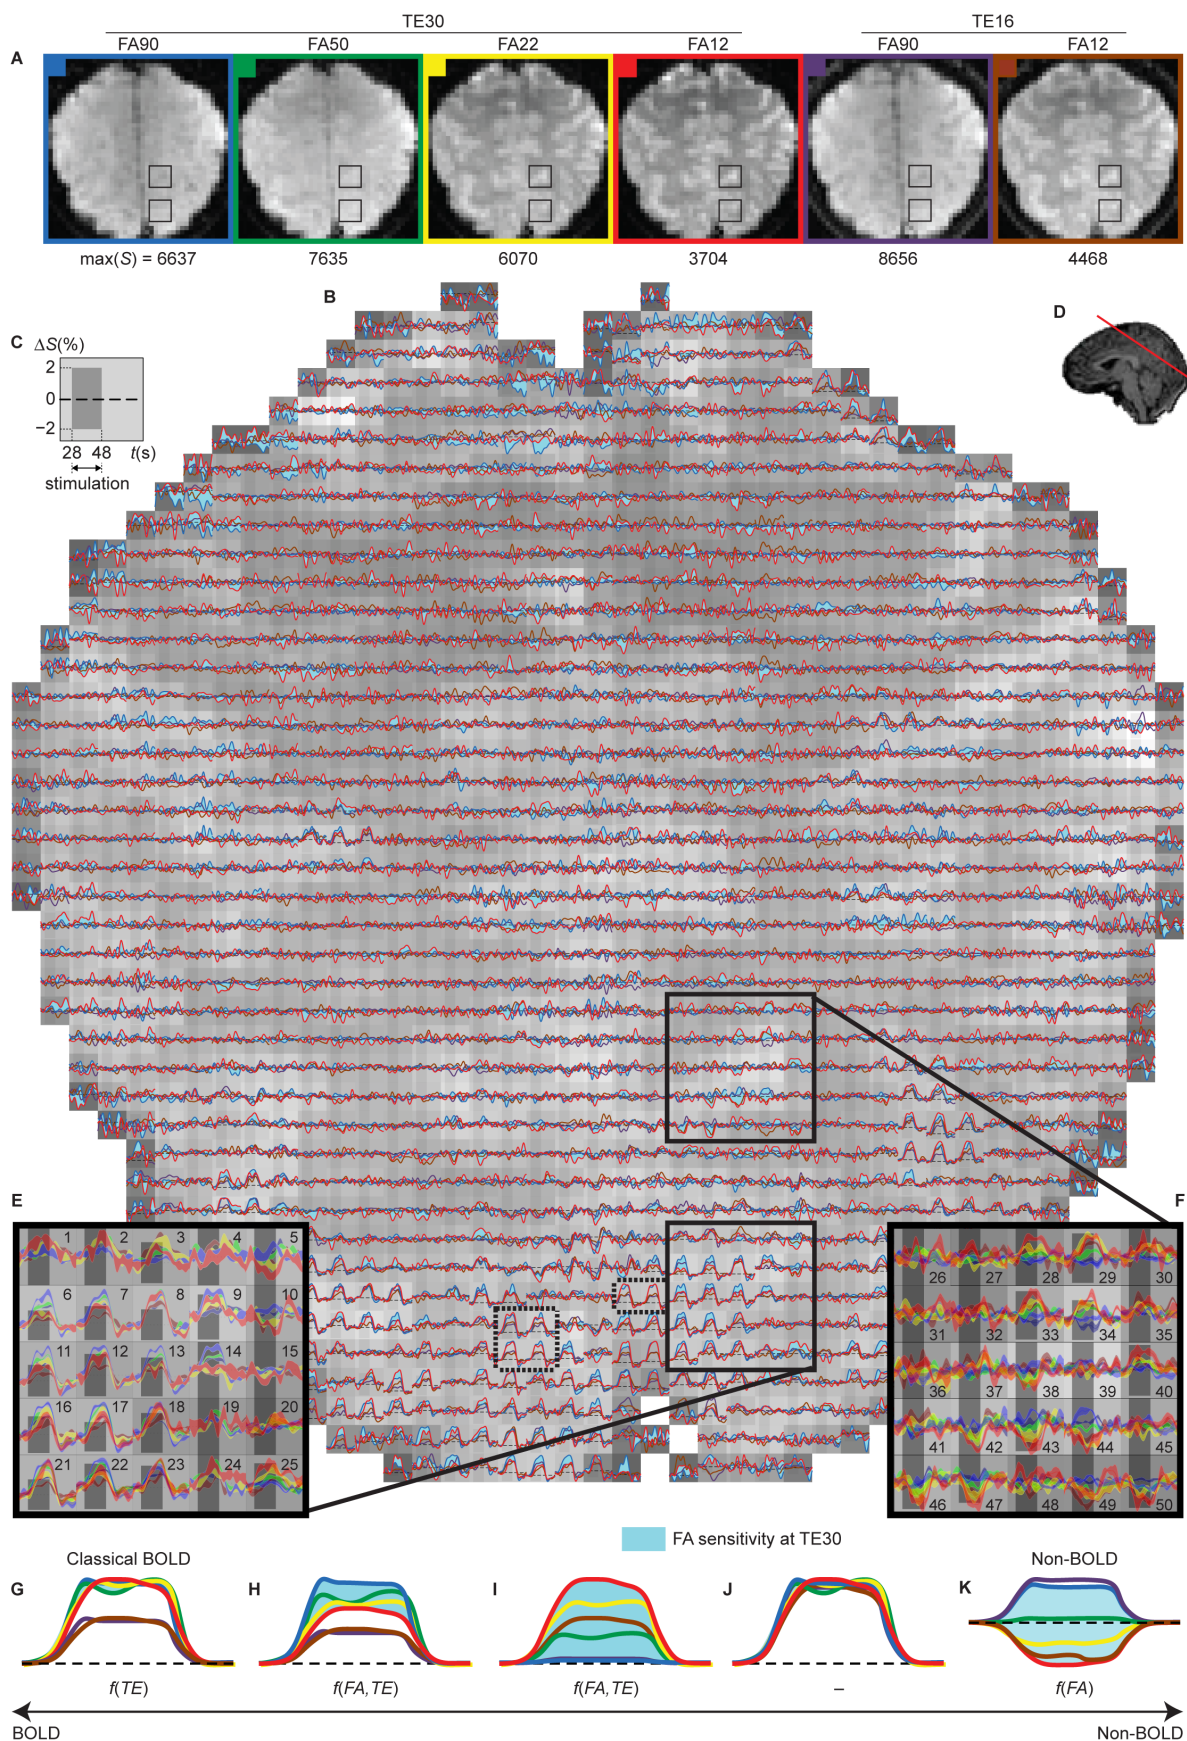 TE30 TE16
FA90 FA50 FA22 FA12 FA90 FA12
A
max(S) = 6637 7635 6070 3704 8656 4468
B
D
C
ΔS(%)
2
0
−2
28 48 t(s)
stimulation
E
F
1 2 3 4 5
6 7 8 9 10
11 12 13 14 15
16 17 18 19 20
21 22 23 24 25
26 27 28 29 30
31 32 33 34 35
36 37 38 39 40
41 42 43 44 45
46 47 48 49 50
FA sensitivity at TE30
Classical BOLD Non-BOLD
G H I J K
f(TE) f(FA,TE) f(FA,TE) – f(FA)
BOLD Non-BOLD